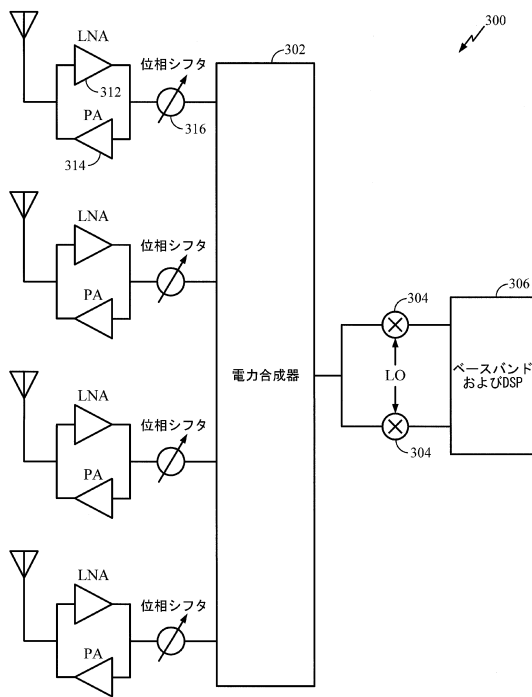 300
LNA
位相シフタ
302
312
PA
316
314
LNA
位相シフタ
PA
304
306
電力合成器
LO
ベースバンド
およびDSP
304
LNA
位相シフタ
PA
LNA
位相シフタ
PA